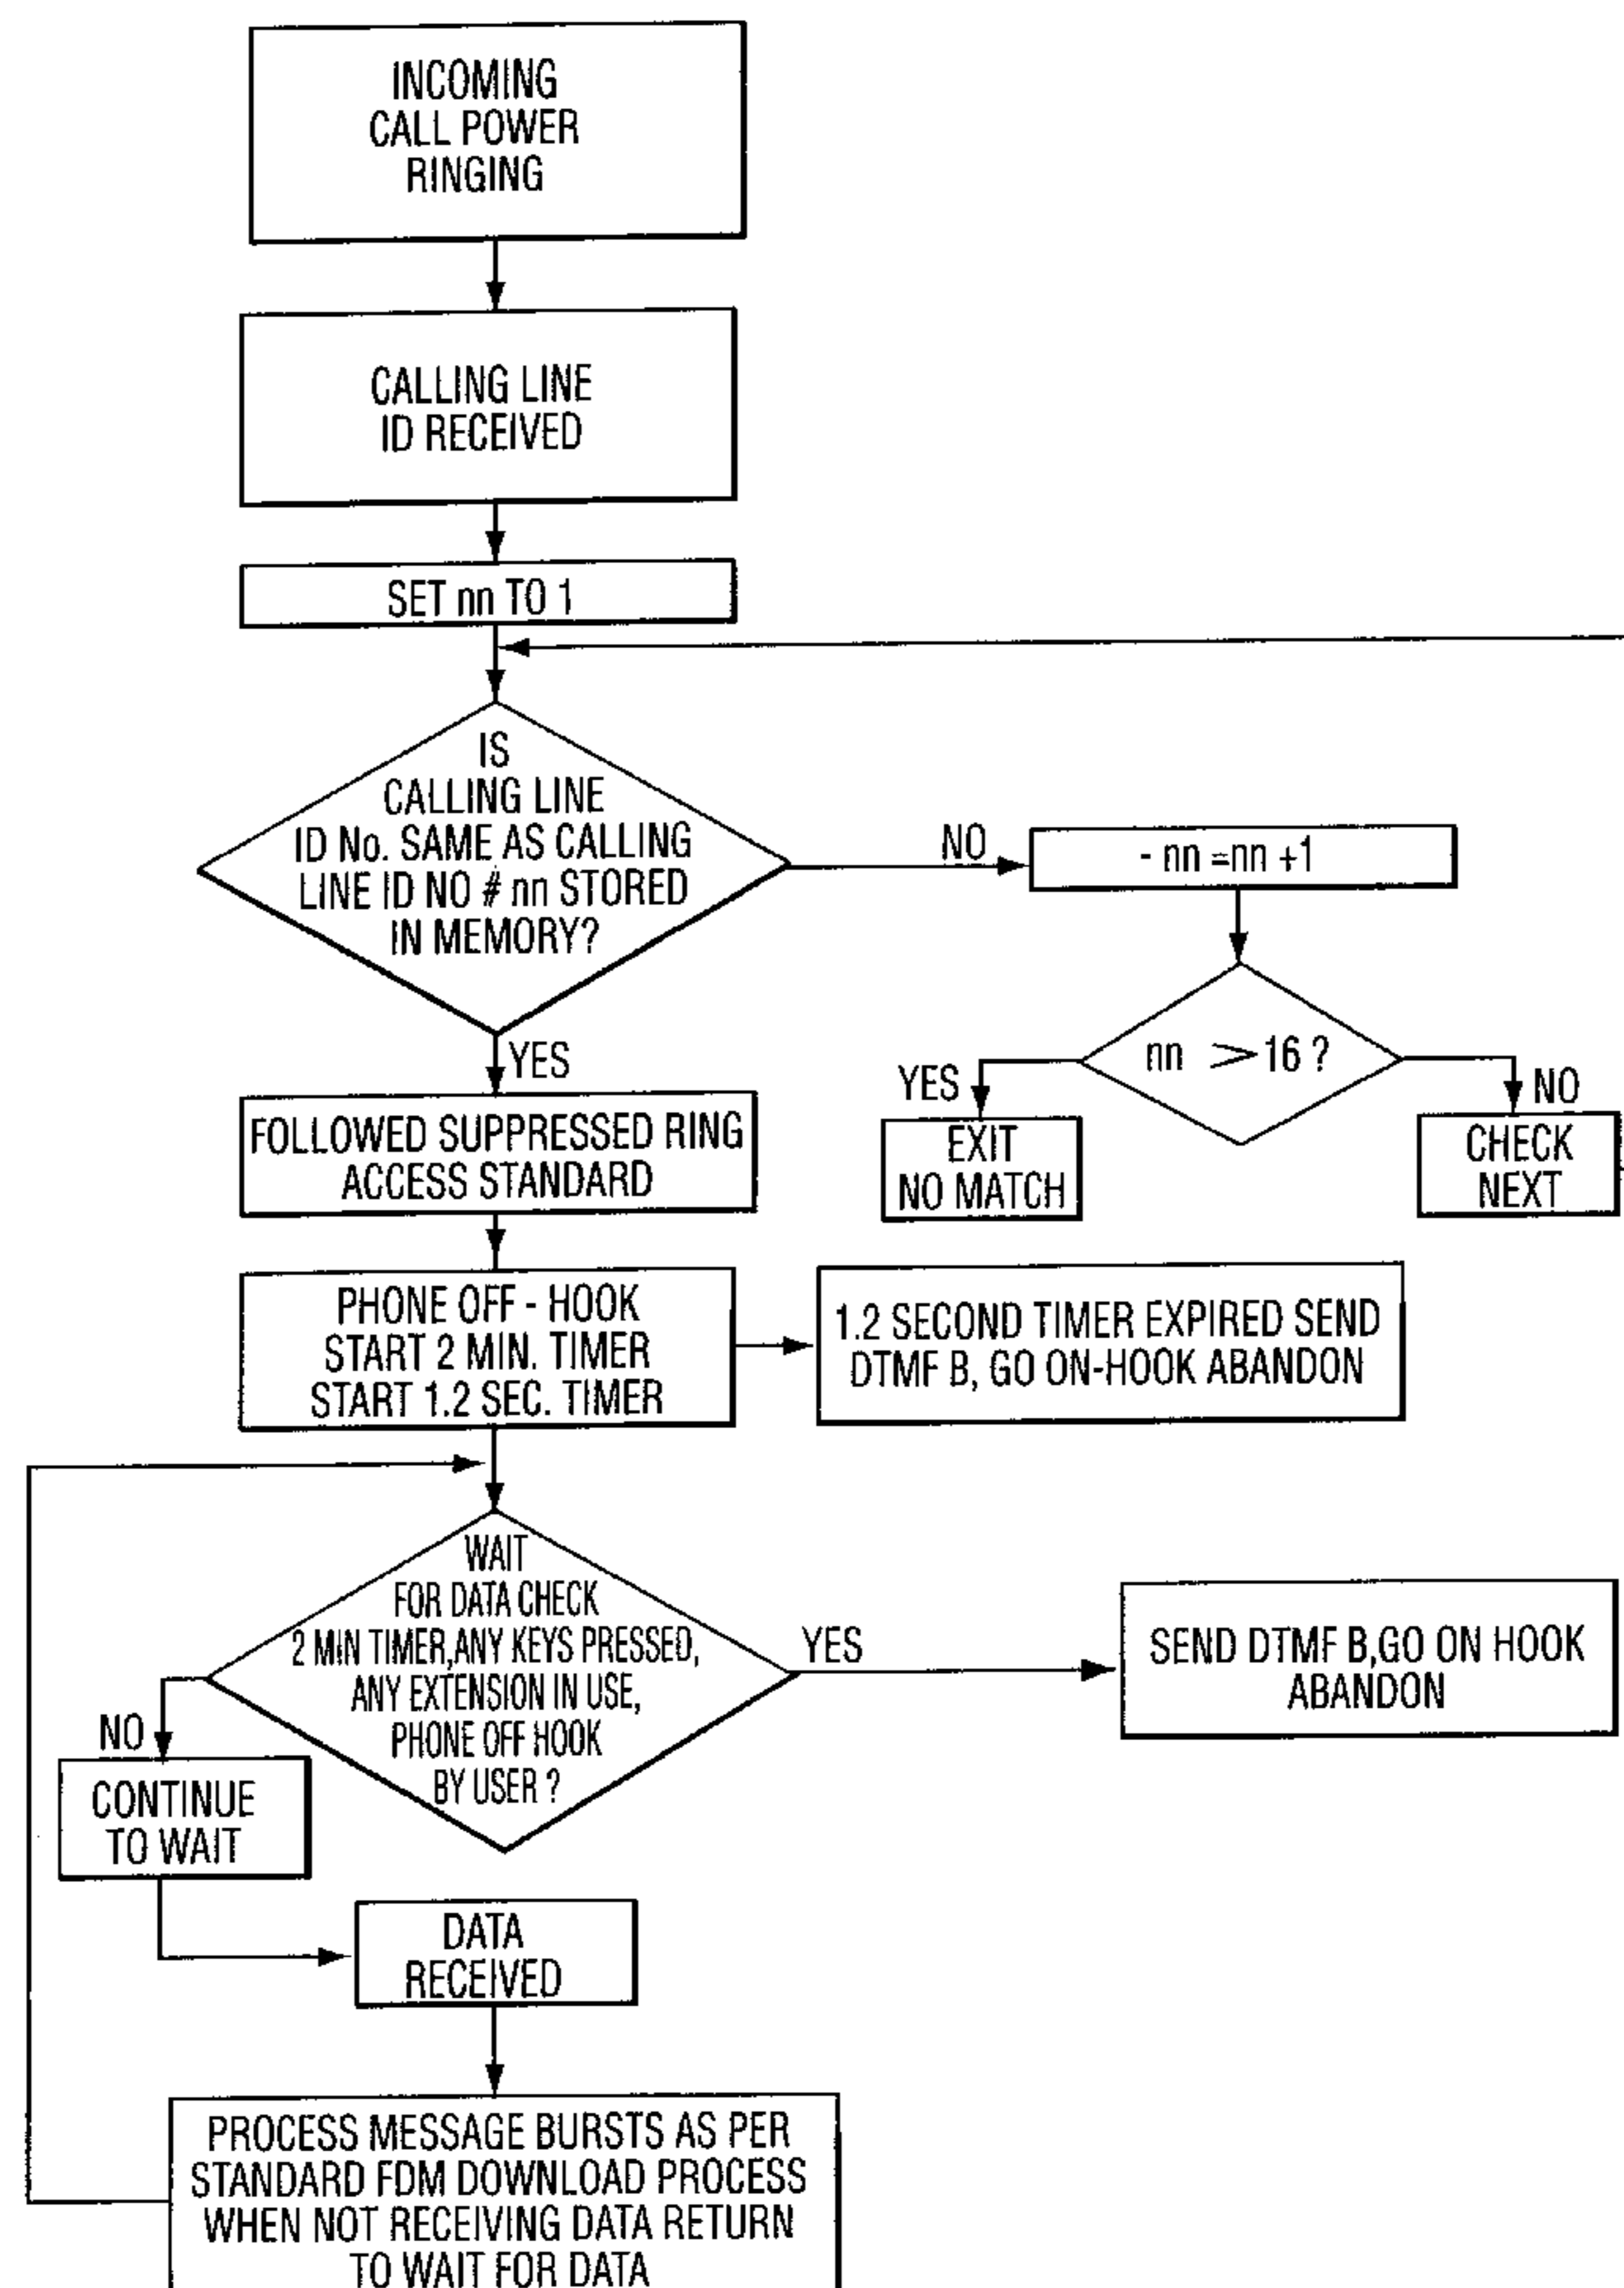 INCOMING
CALL POWER
RINGING
CALLING LINE
ID RECEIVED
SET nn TO 1
IS
CALLING LINE
ID No. SAME AS CALLING
LINE ID NO # nn STORED
IN MEMORY?
NO
- nn =nn +1
nn >16 ?
YES
NO
EXIT
NO MATCH
CHECK
NEXT
YES
FOLLOWED SUPPRESSED RING
ACCESS STANDARD
PHONE OFF - HOOK
START 2 MIN. TIMER
START 1.2 SEC. TIMER
1.2 SECOND TIMER EXPIRED SEND
DTMF B, GO ON-HOOK ABANDON
WAIT
FOR DATA CHECK
2 MIN TIMER,ANY KEYS PRESSED,
ANY EXTENSION IN USE,
PHONE OFF HOOK
BY USER ?
YES
SEND DTMF B,GO ON HOOK
ABANDON
NO
CONTINUE
TO WAIT
DATA
RECEIVED
PROCESS MESSAGE BURSTS AS PER
STANDARD FDM DOWNLOAD PROCESS
WHEN NOT RECEIVING DATA RETURN
TO WAIT FOR DATA